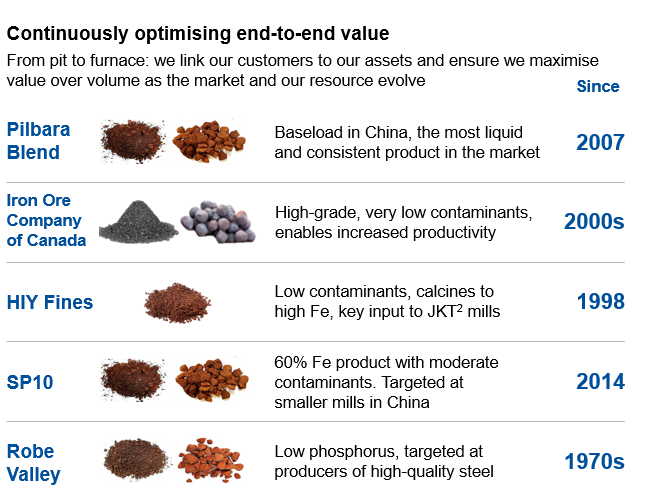 Continuously optimising end-to-end value
From pit to furnace: we link our customers to our assets and ensure we maximise
value over volume as the market and our resource evolve
Since
Pilbara
Blend
Baseload in China, the most liquid
and consistent product in the market
2007
Iron Ore
Company
of Canada
High-grade, very low contaminants,
enables increased productivity
2000s
HIY Fines
Low contaminants, calcines to
high Fe, key input to JKT² mills
1998
SP10
60% Fe product with moderate
contaminants. Targeted at
smaller mills in China
2014
Robe
Valley
Low phosphorus, targeted at
producers of high-quality steel
1970s